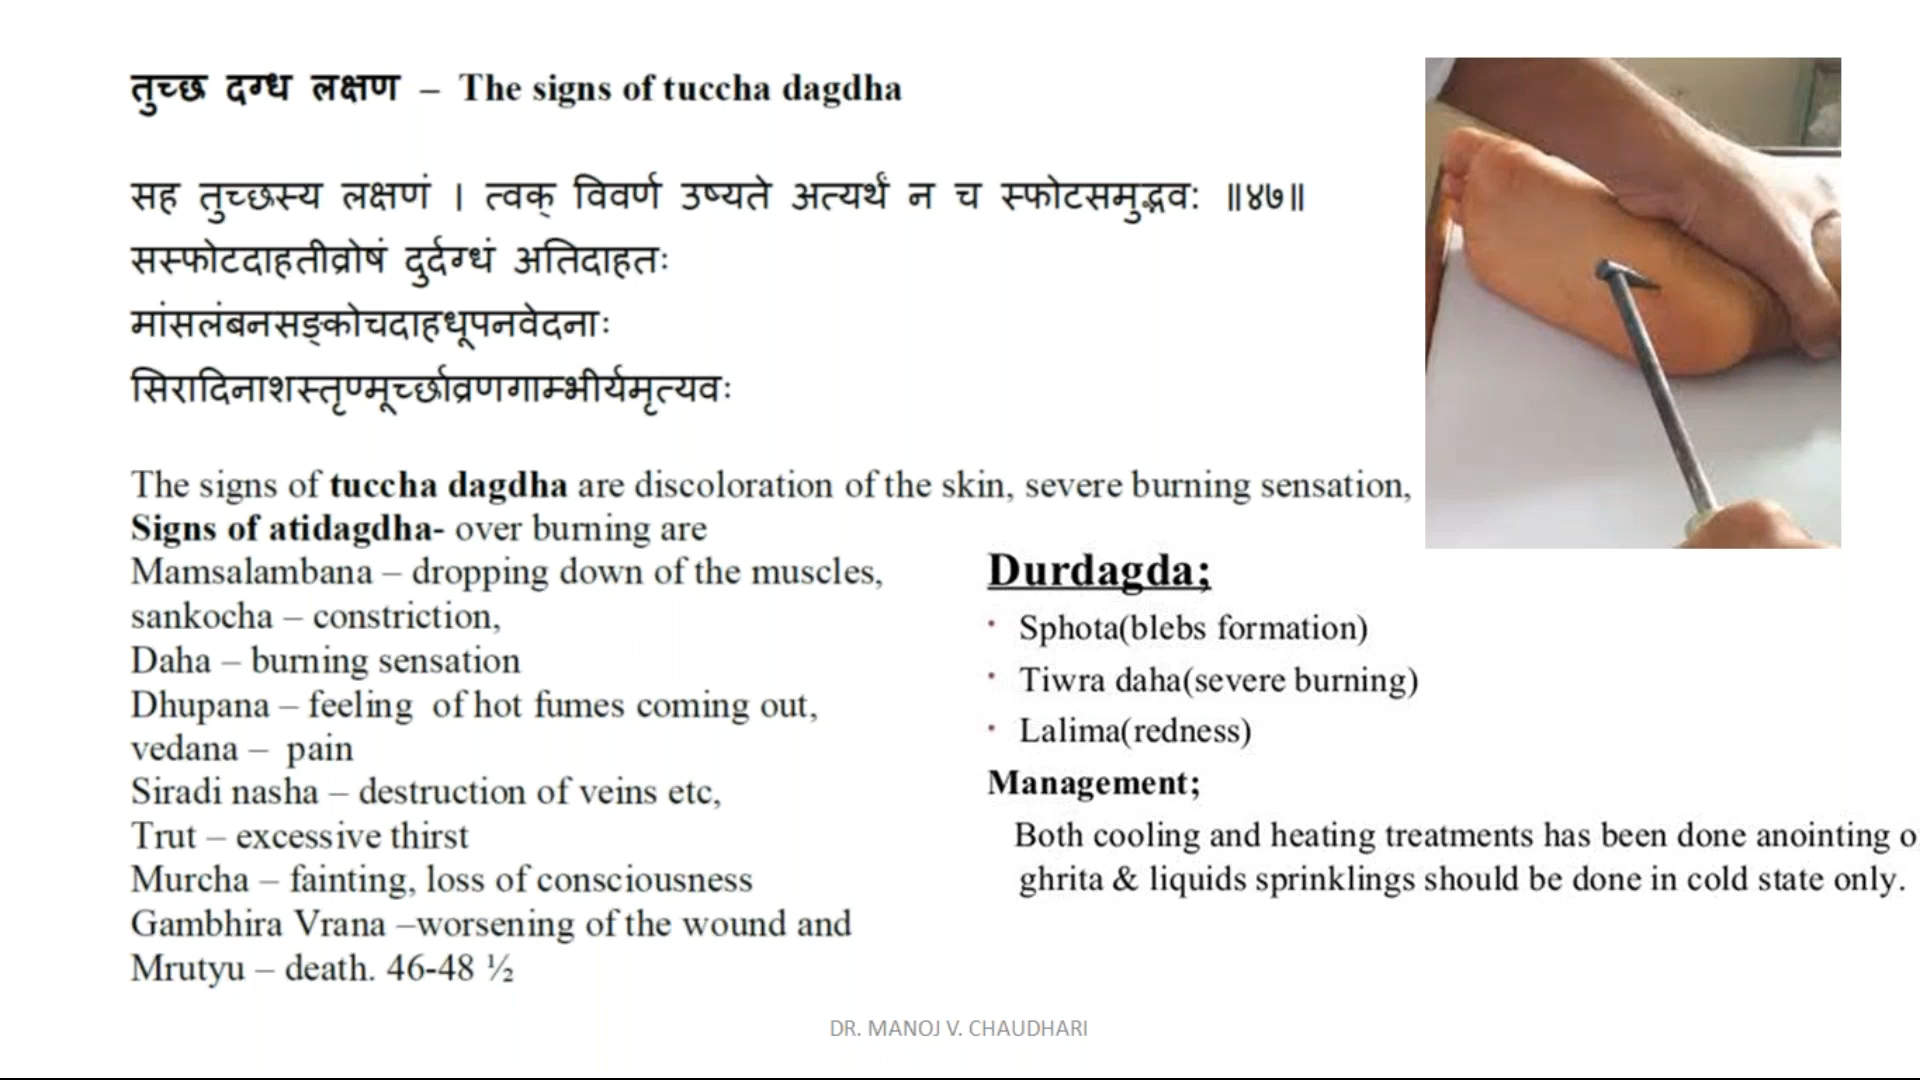 तुच्छ दग्ध लक्षण – The signs of tuccha dagdha
सह तुच्छस्य लक्षणं । त्वक् विवर्ण उष्यते अत्यर्थं न च स्फोटसमुद्भवः ॥४७॥
सस्फोटदाहतीव्रोषं दुर्दग्धं अतिदाहतः
मांसलंबनसङ्कोचदाहधूपनवेदनाः
सिरादिनाशस्तृण्मूर्च्छाव्रणगाम्भीर्यमृत्यवः
The signs of tuccha dagdha are discoloration of the skin, severe burning sensation,
Signs of atidagdha- over burning are
Mamsalambana – dropping down of the muscles,
sankocha – constriction,
Daha – burning sensation
Dhupana – feeling of hot fumes coming out,
vedana – pain
Siradi nasha – destruction of veins etc,
Trut – excessive thirst
Murcha – fainting, loss of consciousness
Gambhira Vrana –worsening of the wound and
Mrutyu – death. 46-48 ½
Durdagda;
· Sphota(blebs formation)
· Tiwra daha(severe burning)
· Lalima(redness)
Management;
Both cooling and heating treatments has been done anointing o
ghrita & liquids sprinklings should be done in cold state only.
DR. MANOJ V. CHAUDHARI